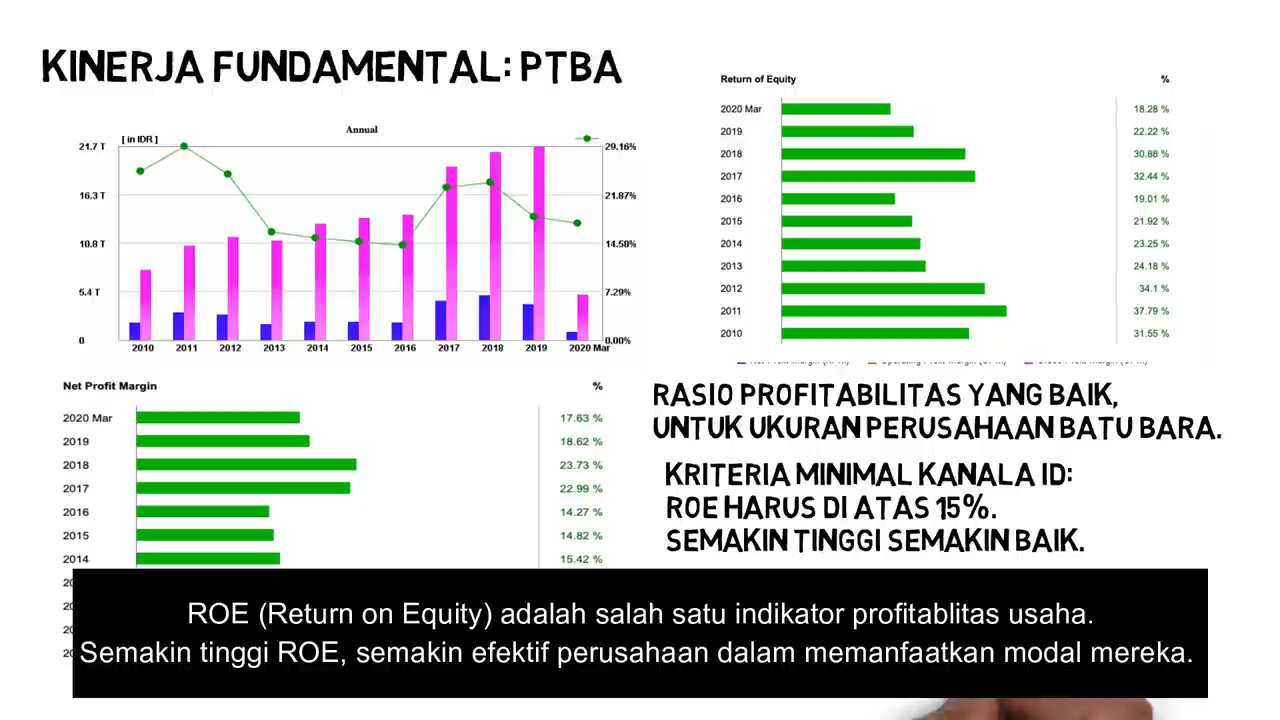 KINERJA FUNDAMENTAL: PTBA
Annual
[ in IDR ]
21.7 T
16.3 T
10.8 T
5.4 T
0
29.16%
21.87%
14.58%
7.29%
0.00%
2010 2011 2012 2013 2014 2015 2016 2017 2018 2019 2020 Mar
Return of Equity %
2020 Mar 18.28 %
2019 22.22 %
2018 30.88 %
2017 32.44 %
2016 19.01 %
2015 21.92 %
2014 23.25 %
2013 24.18 %
2012 34.1 %
2011 37.79 %
2010 31.55 %
Net Profit Margin %
2020 Mar 17.63 %
2019 18.62 %
2018 23.73 %
2017 22.99 %
2016 14.27 %
2015 14.82 %
2014 15.42 %
RASIO PROFITABILITAS YANG BAIK,
UNTUK UKURAN PERUSAHAAN BATU BARA.
KRITERIA MINIMAL KANALA ID:
ROE HARUS DI ATAS 15%.
SEMAKIN TINGGI SEMAKIN BAIK.
ROE (Return on Equity) adalah salah satu indikator profitablitas usaha.
Semakin tinggi ROE, semakin efektif perusahaan dalam memanfaatkan modal mereka.